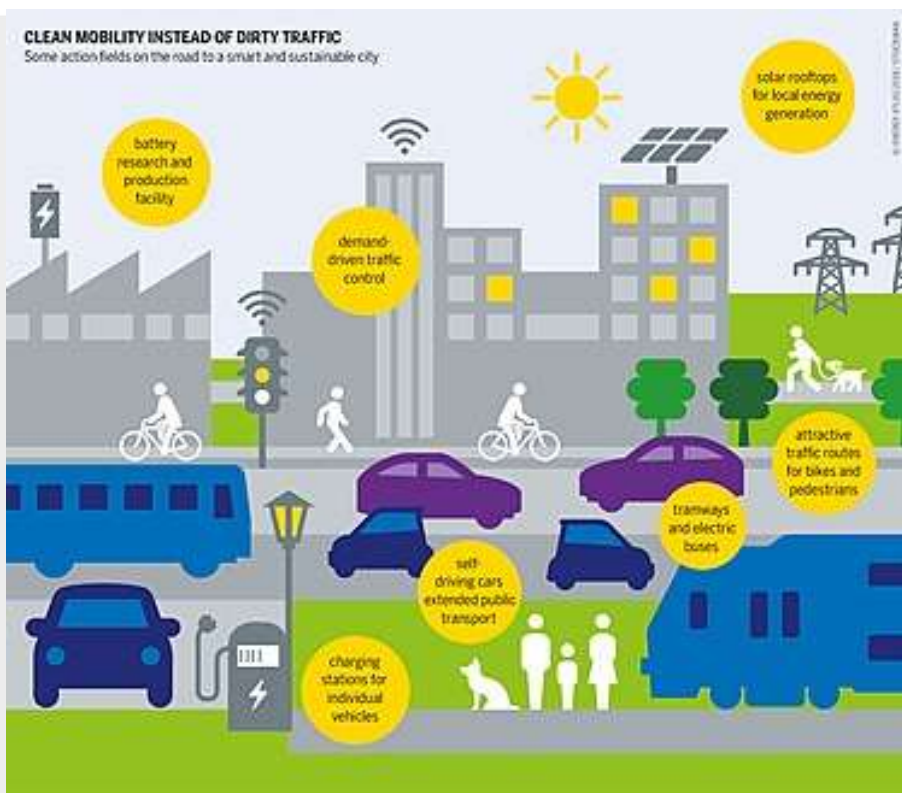 CLEAN MOBILITY INSTEAD OF DIRTY TRAFFIC
Some action fields on the road to a smart and sustainable city
solar rooftops
for local energy
generation
battery
research and
production
facility
demand-
driven traffic
control
attractive
traffic routes
for bikes and
pedestrians
tramways
and electric
buses
self-
driving cars
extended public
transport
charging
stations for
individual
vehicles